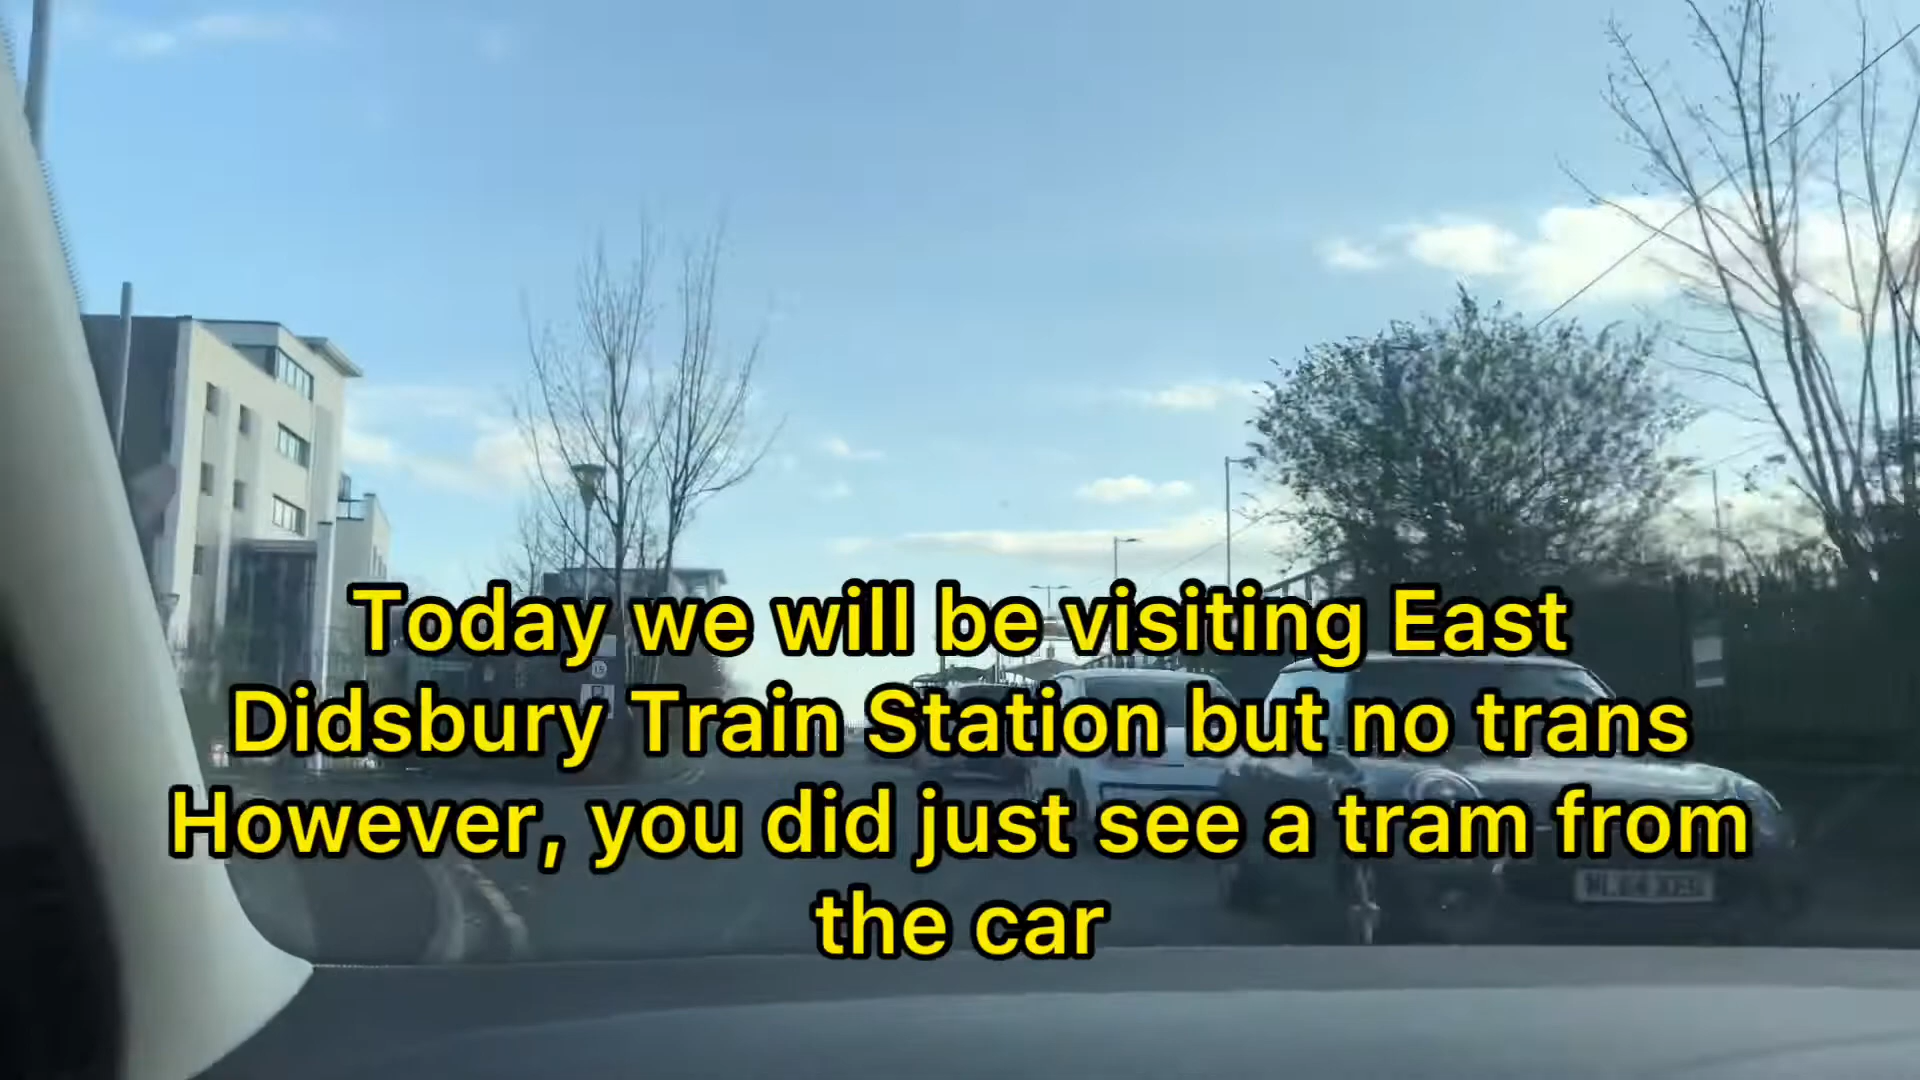 Today we will be visiting East
Didsbury Train Station but no trans
However, you did just see a tram from
the car